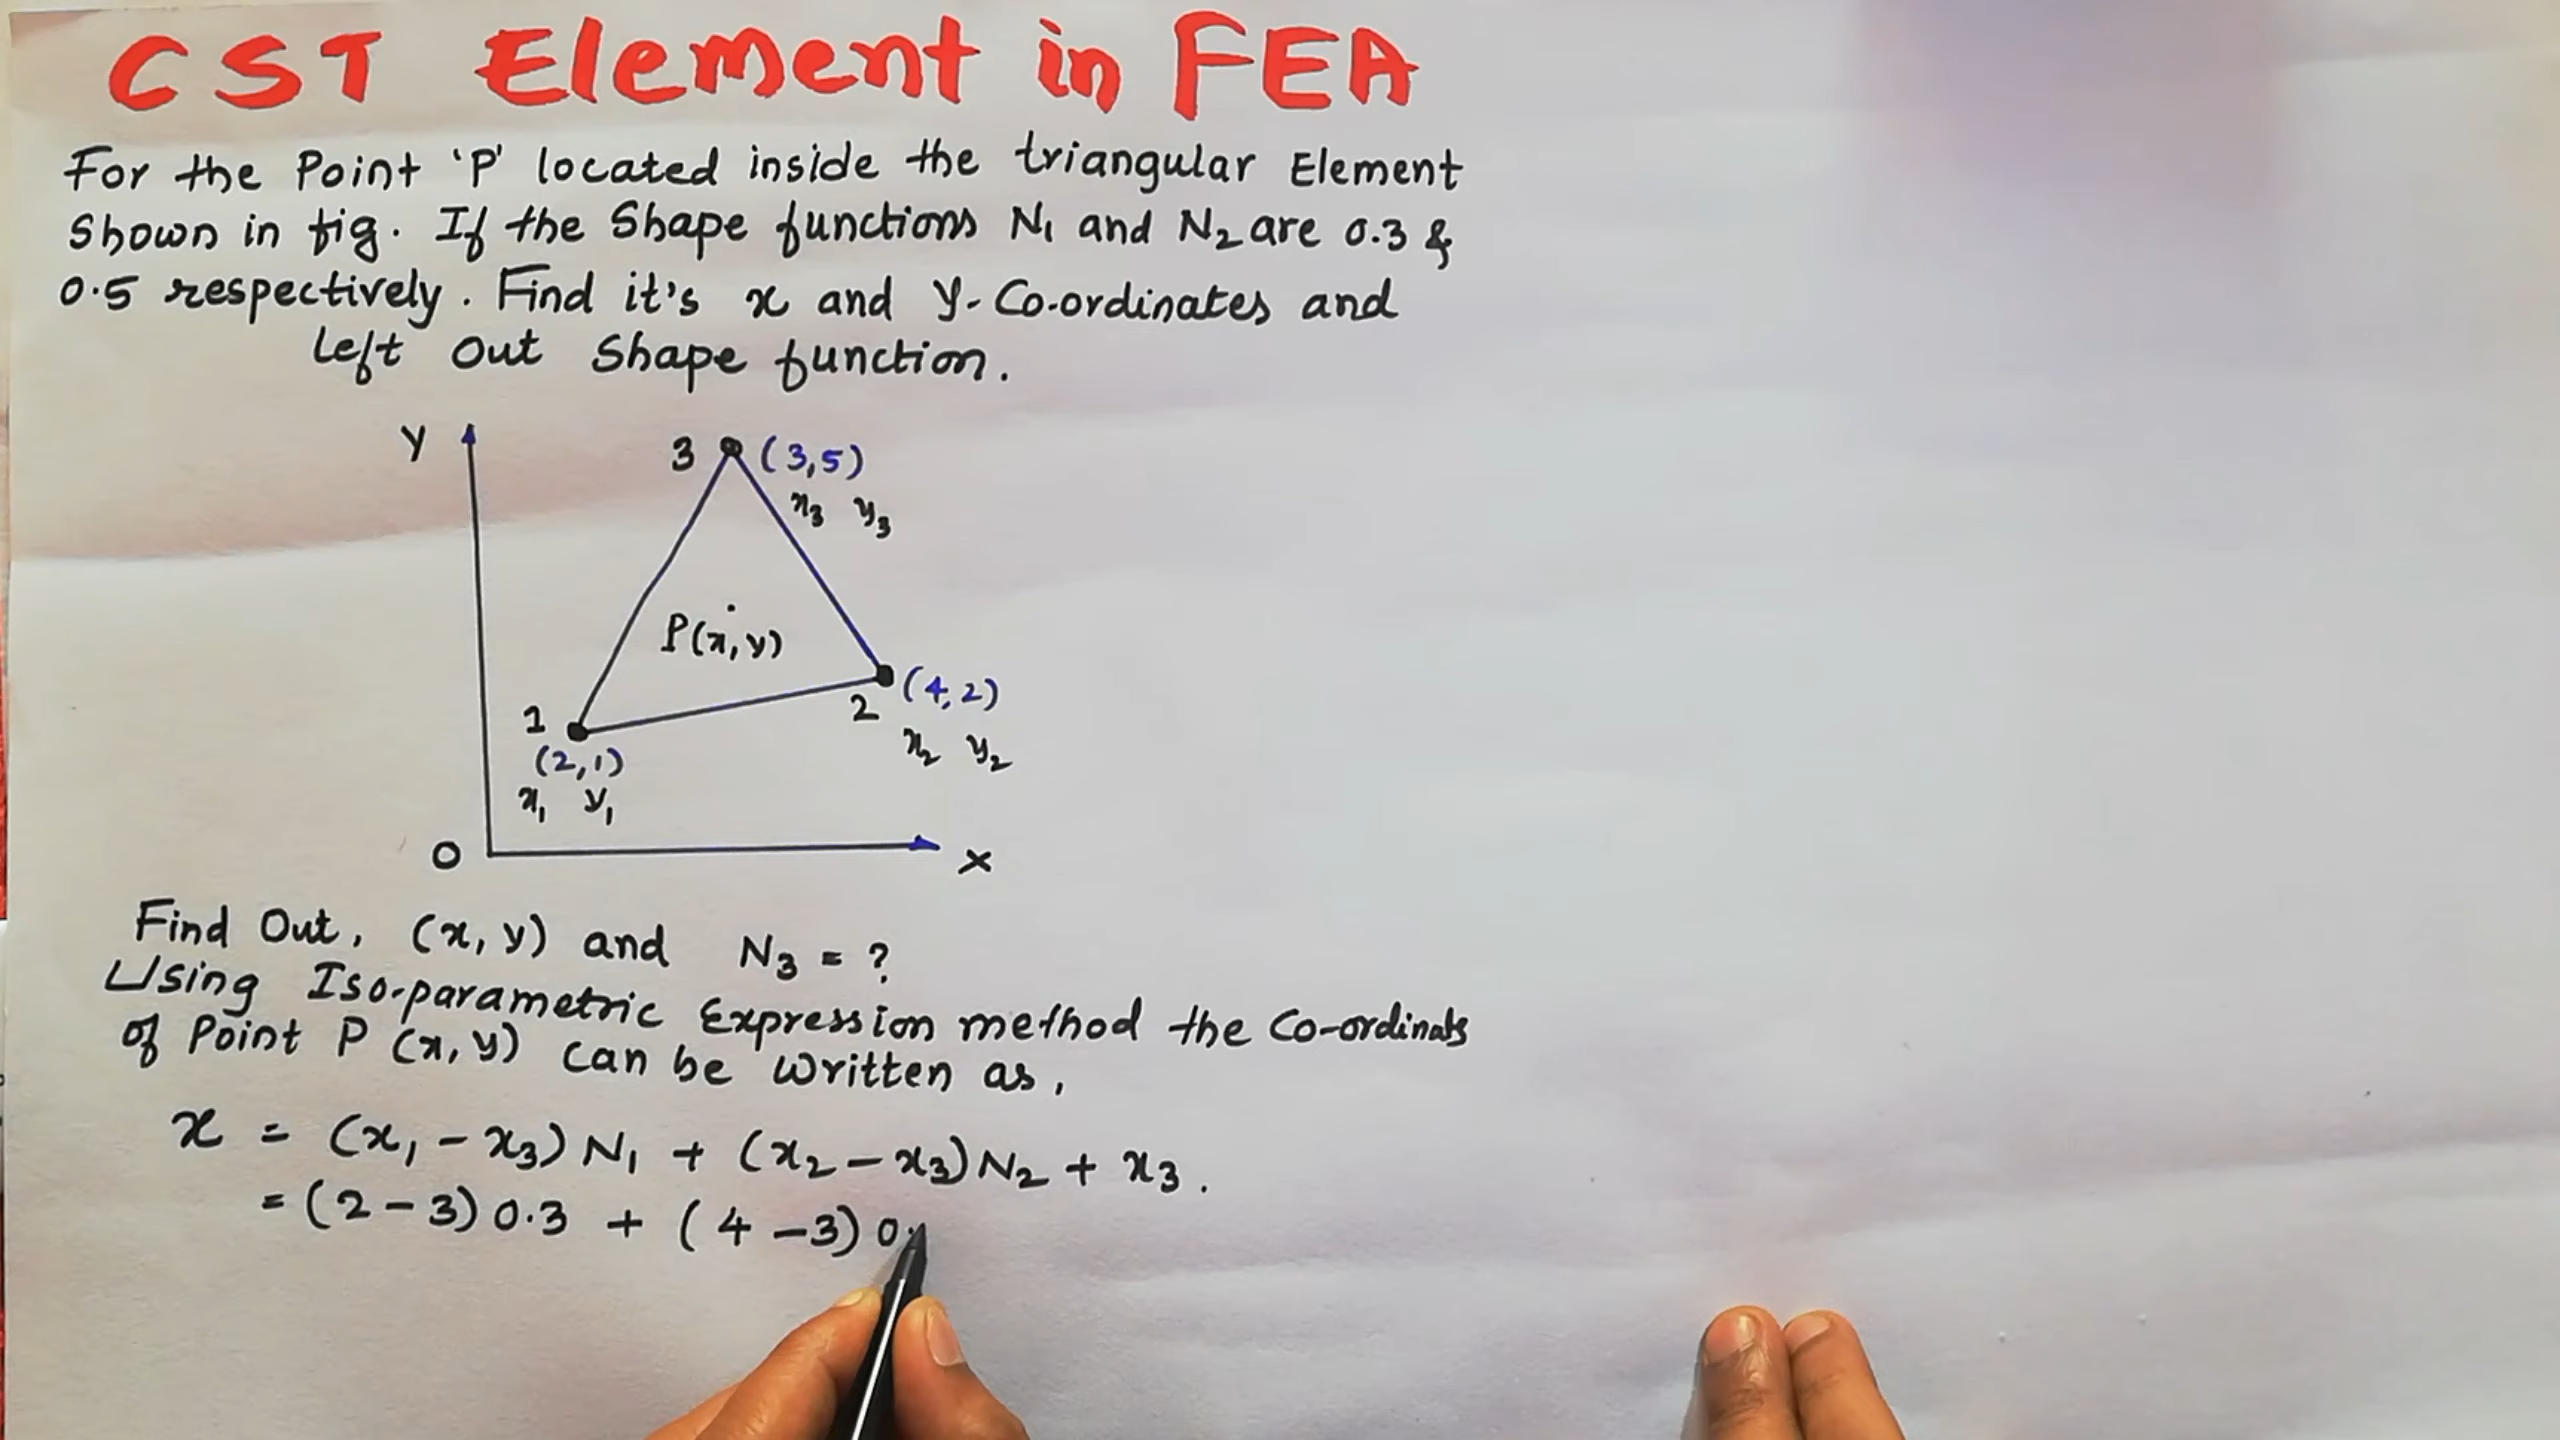 CST Element in FEA
For the Point 'P' located inside the triangular Element
Shown in fig. If the Shape functions N₁ and N₂ are 0.3 &
0.5 respectively. Find it's x and y-Co-ordinates and
left out Shape function.
Y
3 (3,5)
x₃ y₃
P(x,y)
2 (4,2)
x₂ y₂
1
(2,1)
x₁ y₁
O
X
Find Out, (x, y) and N₃ = ?
Using Iso-parametric Expression method the Co-ordinats
of Point P (x, y) can be written as,
x = (x₁ - x₃) N₁ + (x₂ - x₃) N₂ + x₃.
= (2 - 3) 0.3 + (4 - 3) 0.